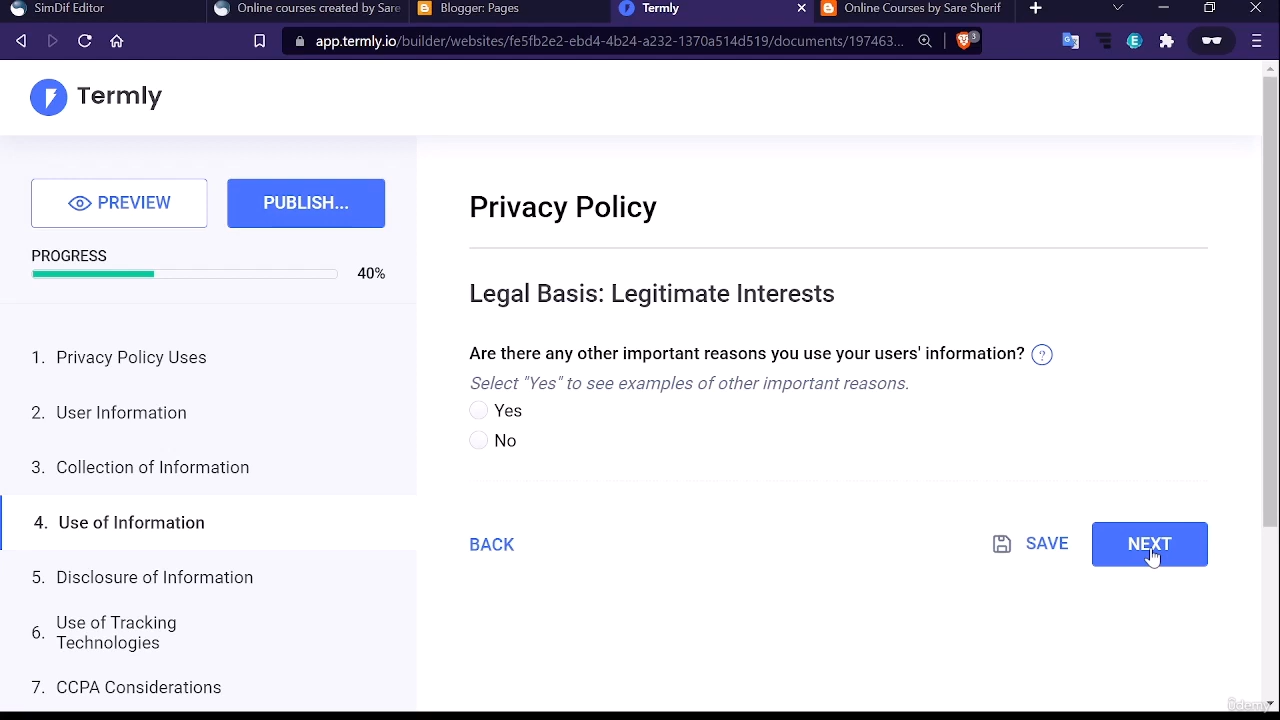 SimDif Editor
Online courses created by Sare
Blogger: Pages
Termly
Online Courses by Sare Sherif
app.termly.io/builder/websites/fe5fb2e2-ebd4-4b24-a232-1370a514d519/documents/197463...
3
Termly
PREVIEW
PUBLISH...
PROGRESS
40%
1. Privacy Policy Uses
2. User Information
3. Collection of Information
4. Use of Information
5. Disclosure of Information
6. Use of Tracking
Technologies
7. CCPA Considerations
Privacy Policy
Legal Basis: Legitimate Interests
Are there any other important reasons you use your users' information? ?
Select "Yes" to see examples of other important reasons.
Yes
No
BACK
SAVE
NEXT
Udemy